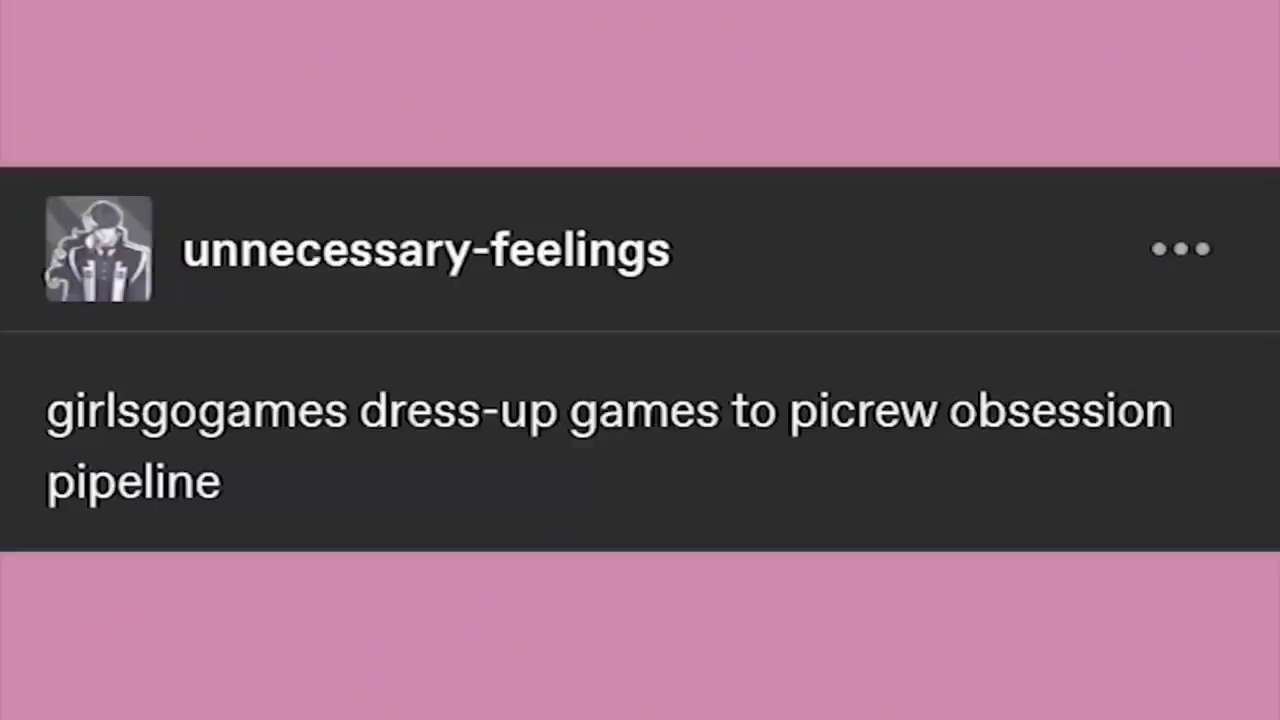 unnecessary-feelings
girlsgogames dress-up games to picrew obsession
pipeline